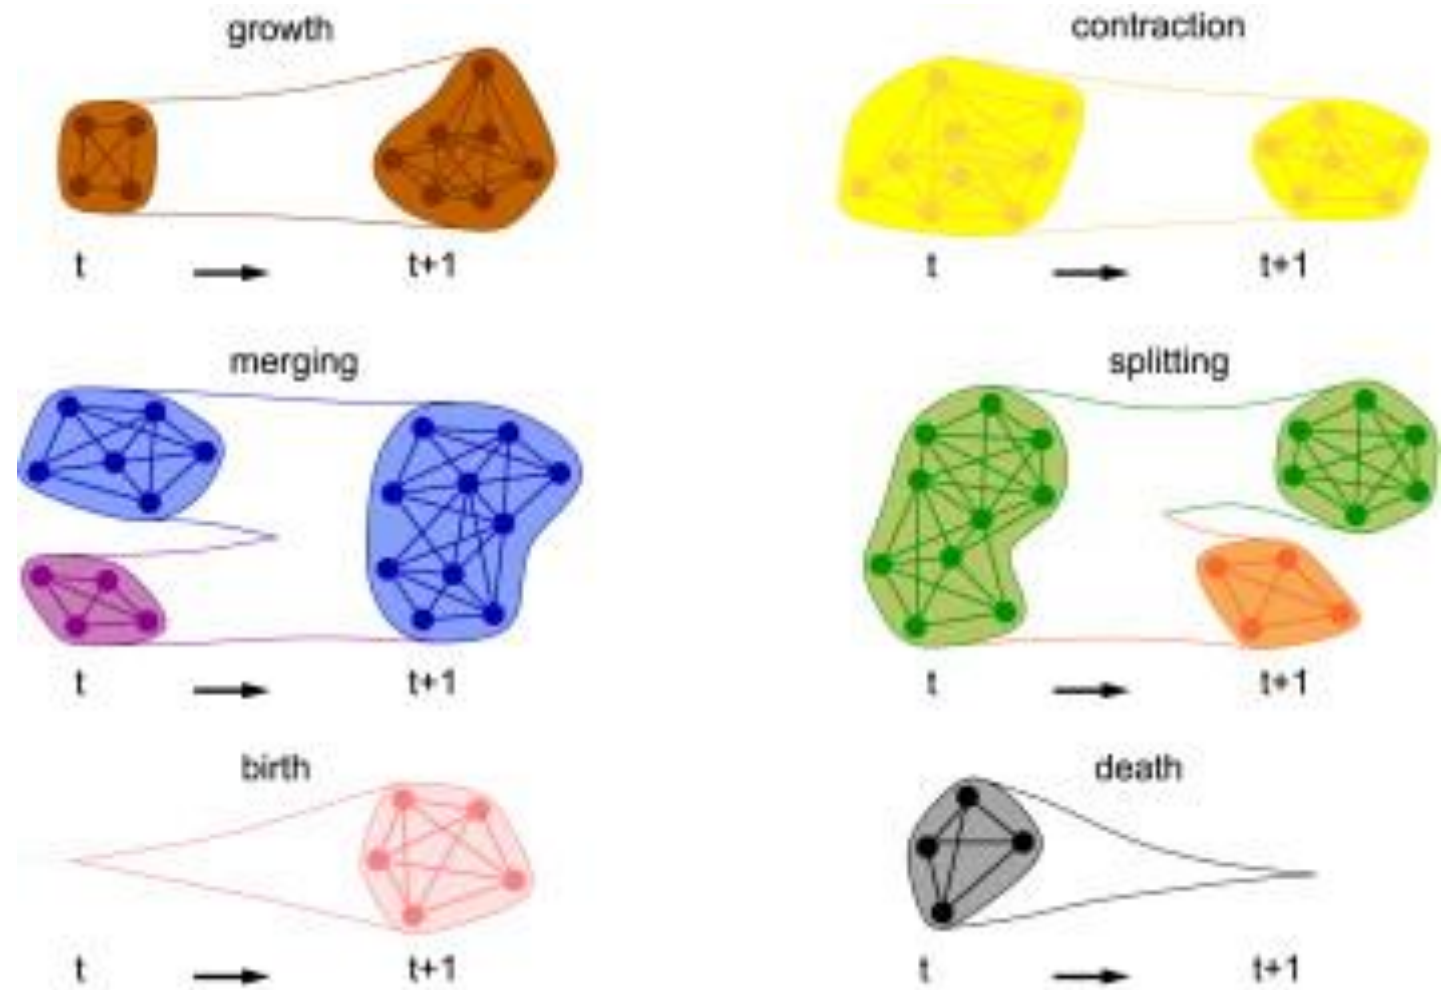 growth
contraction
t
t+1
t
t+1
merging
splitting
t
t+1
t
t+1
birth
death
t
t+1
t
t+1